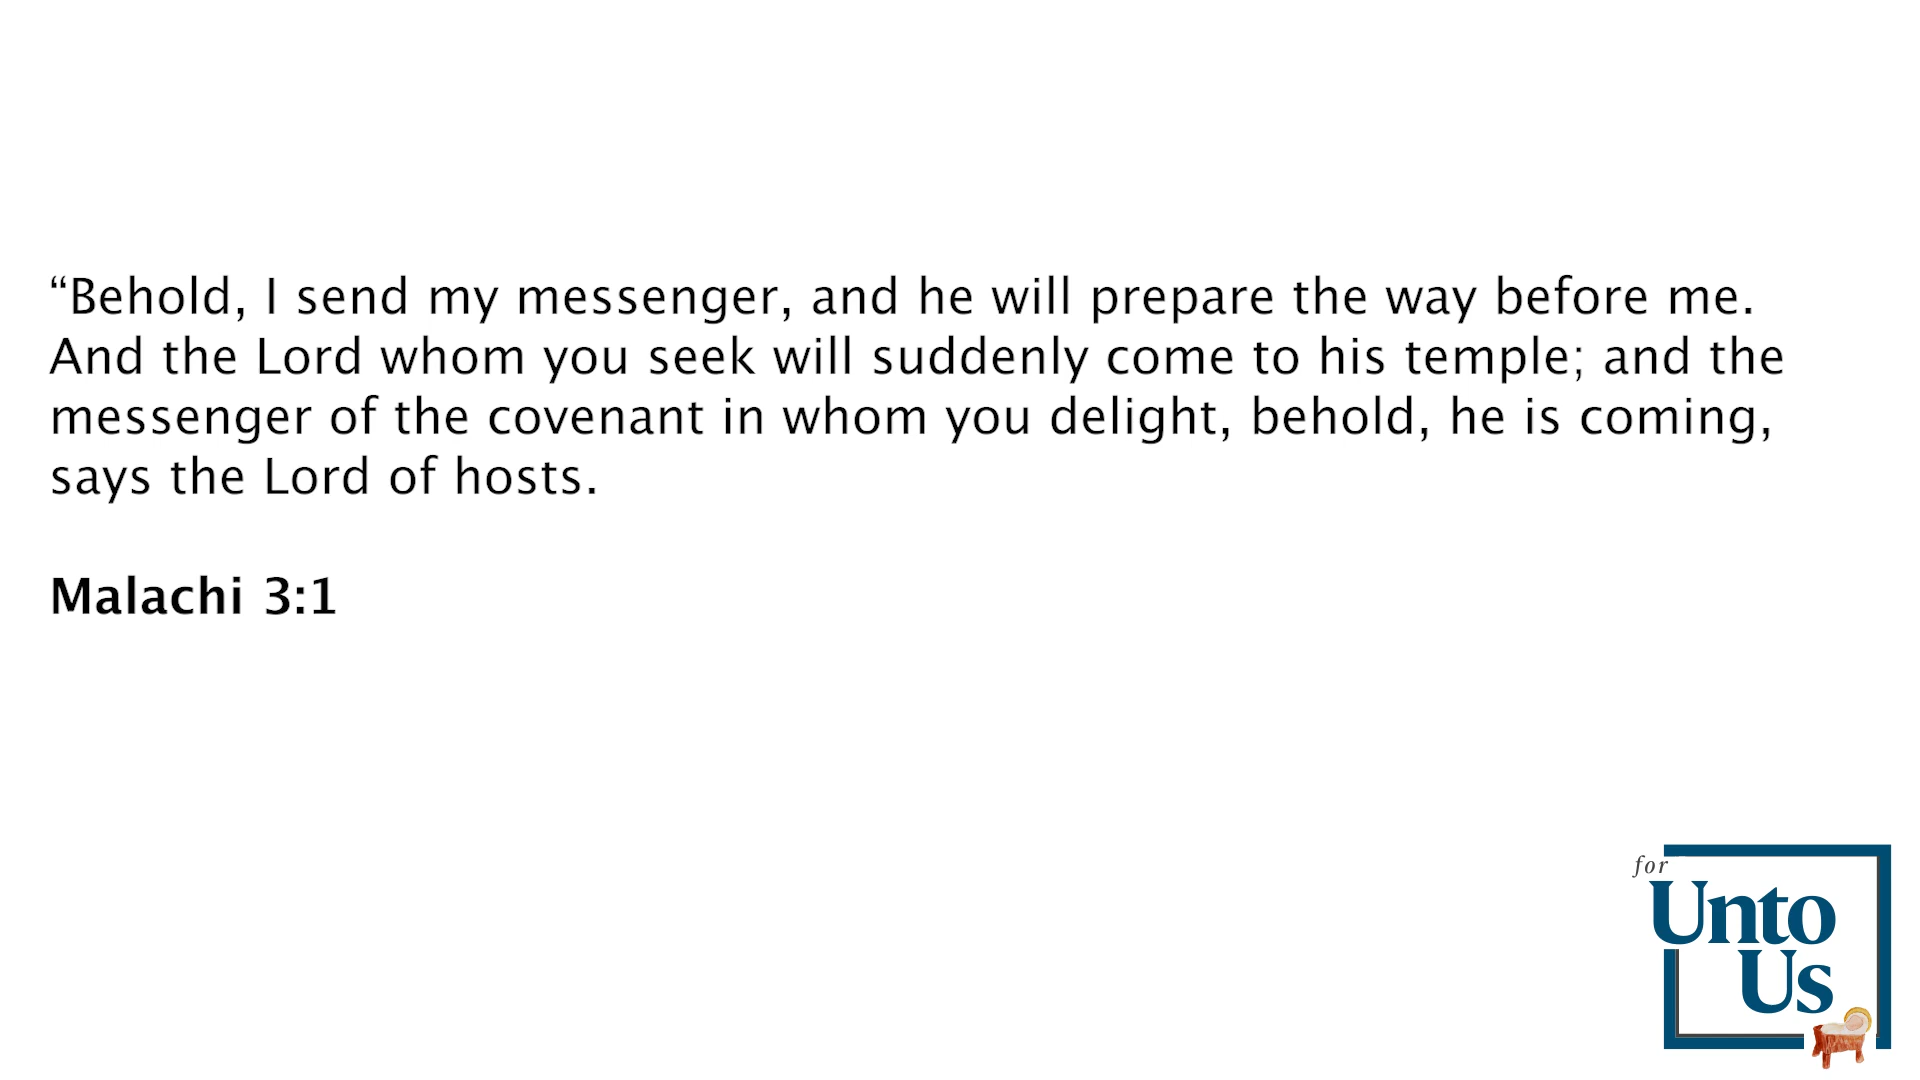 “Behold, I send my messenger, and he will prepare the way before me.
And the Lord whom you seek will suddenly come to his temple; and the
messenger of the covenant in whom you delight, behold, he is coming,
says the Lord of hosts.
Malachi 3:1
for
Unto
Us